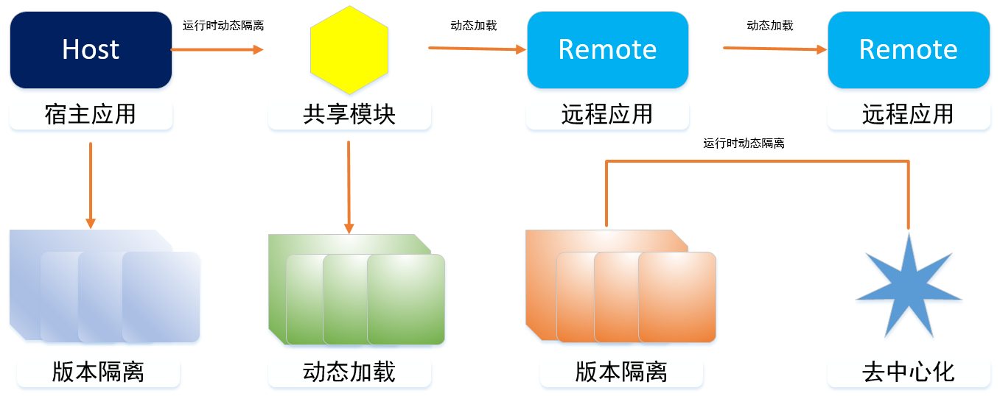 Host
运行时动态隔离
动态加载
Remote
动态加载
Remote
宿主应用
共享模块
远程应用
远程应用
运行时动态隔离
版本隔离
动态加载
版本隔离
去中心化